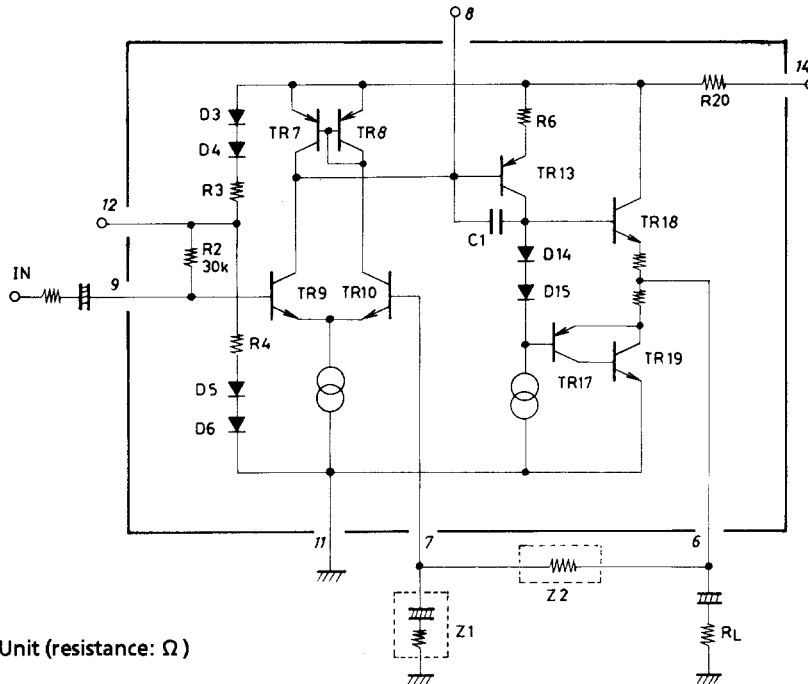 8
14
R20
D3
TR7
TR8
R6
D4
TR13
R3
12
C1
TR18
R2
30k
D14
IN
9
TR9
TR10
D15
R4
TR17
TR19
D5
D6
11
7
6
Z2
Z1
RL
Unit (resistance: Ω )